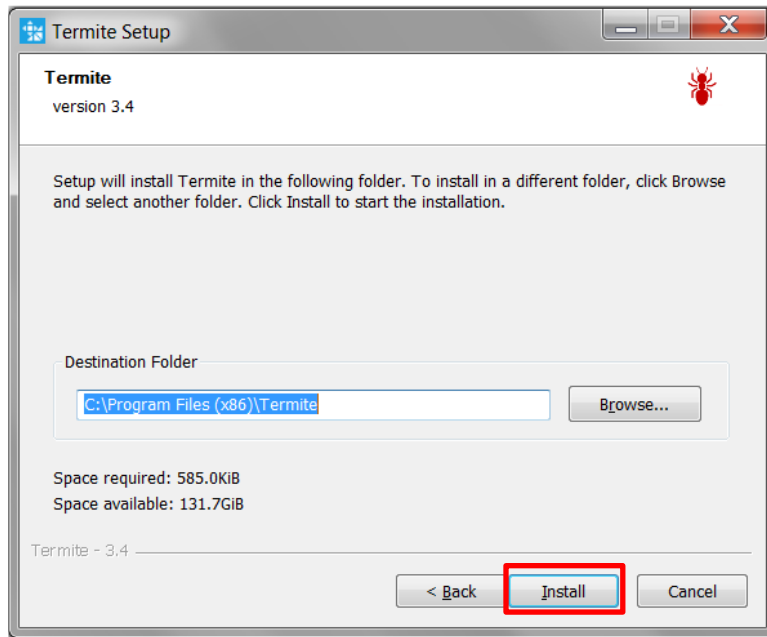 Termite Setup
Termite
version 3.4
Setup will install Termite in the following folder. To install in a different folder, click Browse
and select another folder. Click Install to start the installation.
Destination Folder
C:\Program Files (x86)\Termite
Browse...
Space required: 585.0KiB
Space available: 131.7GiB
Termite - 3.4
< Back
Install
Cancel